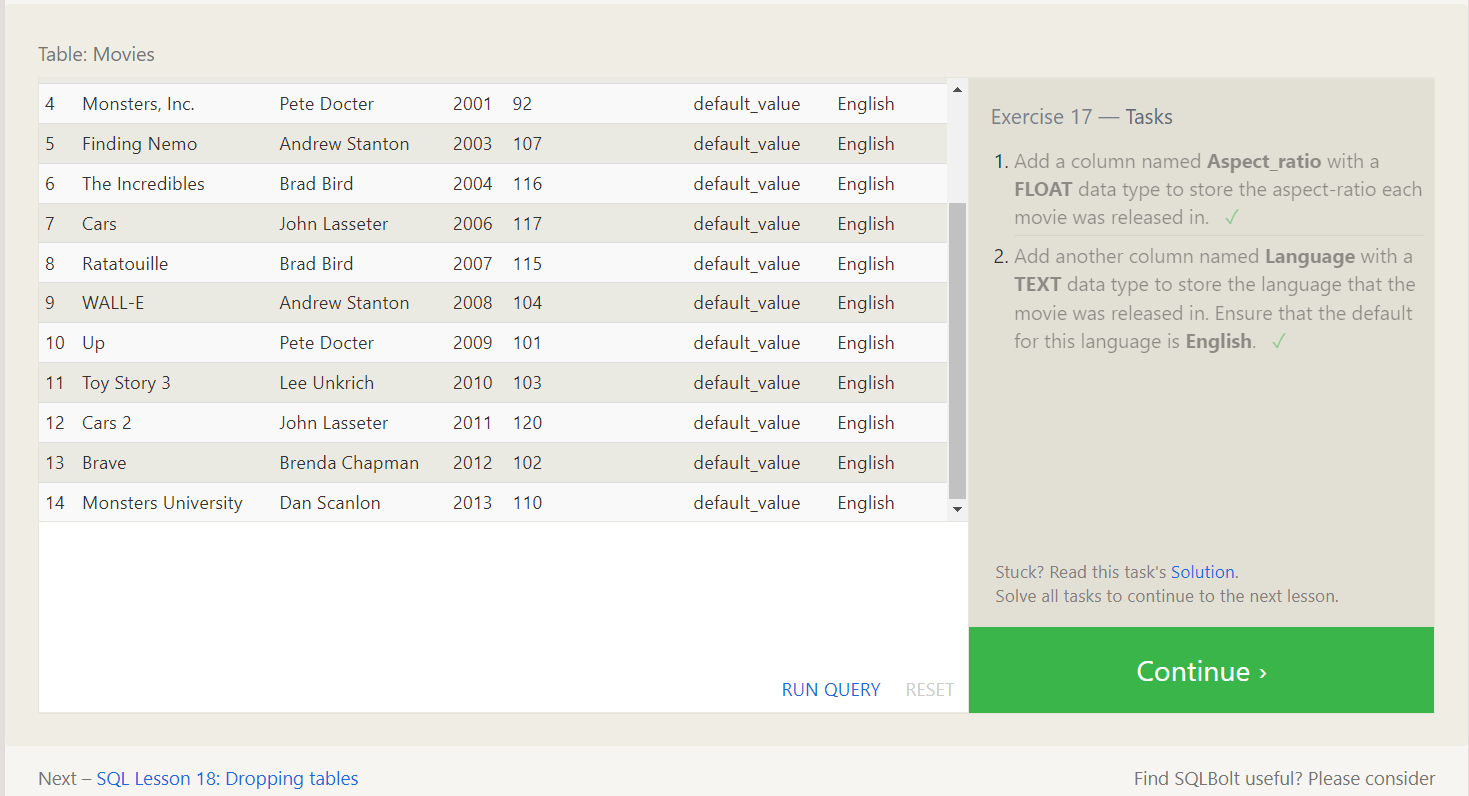 Table: Movies
4 Monsters, Inc. Pete Docter 2001 92 default_value English
5 Finding Nemo Andrew Stanton 2003 107 default_value English
6 The Incredibles Brad Bird 2004 116 default_value English
7 Cars John Lasseter 2006 117 default_value English
8 Ratatouille Brad Bird 2007 115 default_value English
9 WALL-E Andrew Stanton 2008 104 default_value English
10 Up Pete Docter 2009 101 default_value English
11 Toy Story 3 Lee Unkrich 2010 103 default_value English
12 Cars 2 John Lasseter 2011 120 default_value English
13 Brave Brenda Chapman 2012 102 default_value English
14 Monsters University Dan Scanlon 2013 110 default_value English
RUN QUERY RESET
Exercise 17 — Tasks
1. Add a column named Aspect_ratio with a
FLOAT data type to store the aspect-ratio each
movie was released in. ✓
2. Add another column named Language with a
TEXT data type to store the language that the
movie was released in. Ensure that the default
for this language is English. ✓
Stuck? Read this task's Solution.
Solve all tasks to continue to the next lesson.
Continue ›
Next – SQL Lesson 18: Dropping tables
Find SQLBolt useful? Please consider